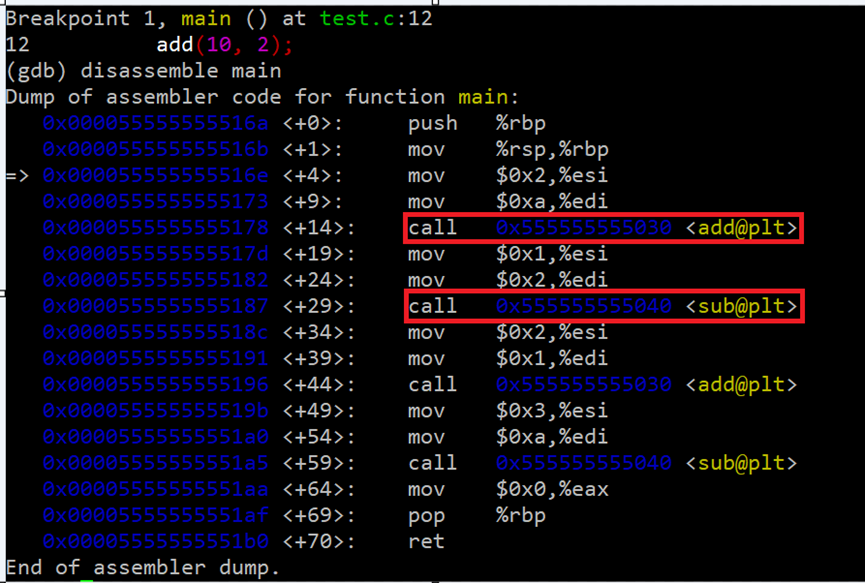 Breakpoint 1, main () at test.c:12
12 add(10, 2);
(gdb) disassemble main
Dump of assembler code for function main:
0x000055555555516a <+0>: push %rbp
0x000055555555516b <+1>: mov %rsp,%rbp
=> 0x000055555555516e <+4>: mov $0x2,%esi
0x0000555555555173 <+9>: mov $0xa,%edi
0x0000555555555178 <+14>: call 0x555555555030 <add@plt>
0x000055555555517d <+19>: mov $0x1,%esi
0x0000555555555182 <+24>: mov $0x2,%edi
0x0000555555555187 <+29>: call 0x555555555040 <sub@plt>
0x000055555555518c <+34>: mov $0x2,%esi
0x0000555555555191 <+39>: mov $0x1,%edi
0x0000555555555196 <+44>: call 0x555555555030 <add@plt>
0x000055555555519b <+49>: mov $0x3,%esi
0x00005555555551a0 <+54>: mov $0xa,%edi
0x00005555555551a5 <+59>: call 0x555555555040 <sub@plt>
0x00005555555551aa <+64>: mov $0x0,%eax
0x00005555555551af <+69>: pop %rbp
0x00005555555551b0 <+70>: ret
End of assembler dump.